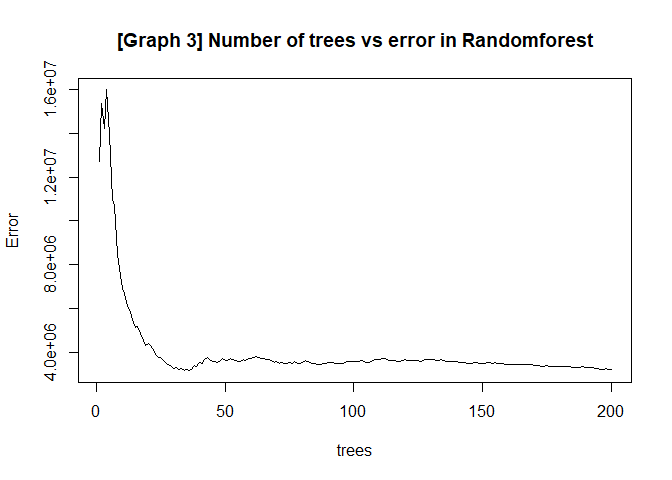 [Graph 3] Number of trees vs error in Randomforest
1.6e+07
1.2e+07
8.0e+06
4.0e+06
Error
0 50 100 150 200
trees